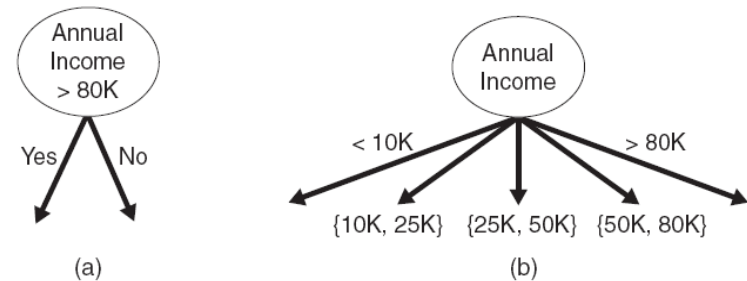 Annual
Income
> 80K
Yes
No
(a)
Annual
Income
< 10K
> 80K
{10K, 25K}
{25K, 50K}
{50K, 80K}
(b)